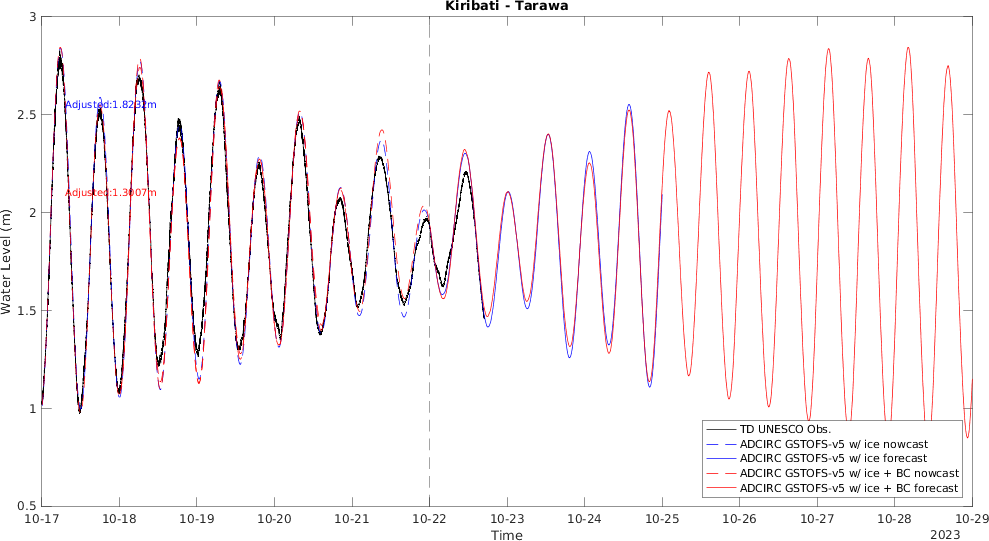 Kiribati - Tarawa
3
2.5
2
1.5
1
0.5
Water Level (m)
Adjusted:1.8232m
Adjusted:1.3007m
TD UNESCO Obs.
ADCIRC GSTOFS-v5 w/ ice nowcast
ADCIRC GSTOFS-v5 w/ ice forecast
ADCIRC GSTOFS-v5 w/ ice + BC nowcast
ADCIRC GSTOFS-v5 w/ ice + BC forecast
10-17 10-18 10-19 10-20 10-21 10-22 10-23 10-24 10-25 10-26 10-27 10-28 10-29
Time
2023